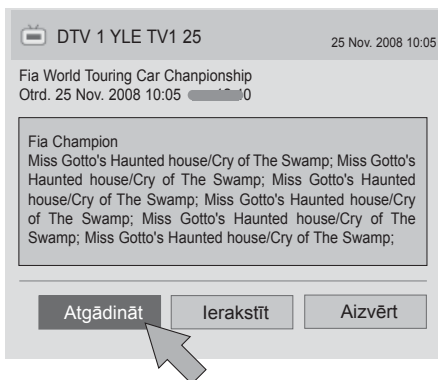 DTV 1 YLE TV1 25
25 Nov. 2008 10:05
Fia World Touring Car Chanpionship
Otrd. 25 Nov. 2008 10:05
Fia Champion
Miss Gotto's Haunted house/Cry of The Swamp; Miss Gotto's
Haunted house/Cry of The Swamp; Miss Gotto's Haunted
house/Cry of The Swamp; Miss Gotto's Haunted house/Cry
of The Swamp; Miss Gotto's Haunted house/Cry of The
Swamp; Miss Gotto's Haunted house/Cry of The Swamp;
Atgādināt
Ierakstīt
Aizvērt